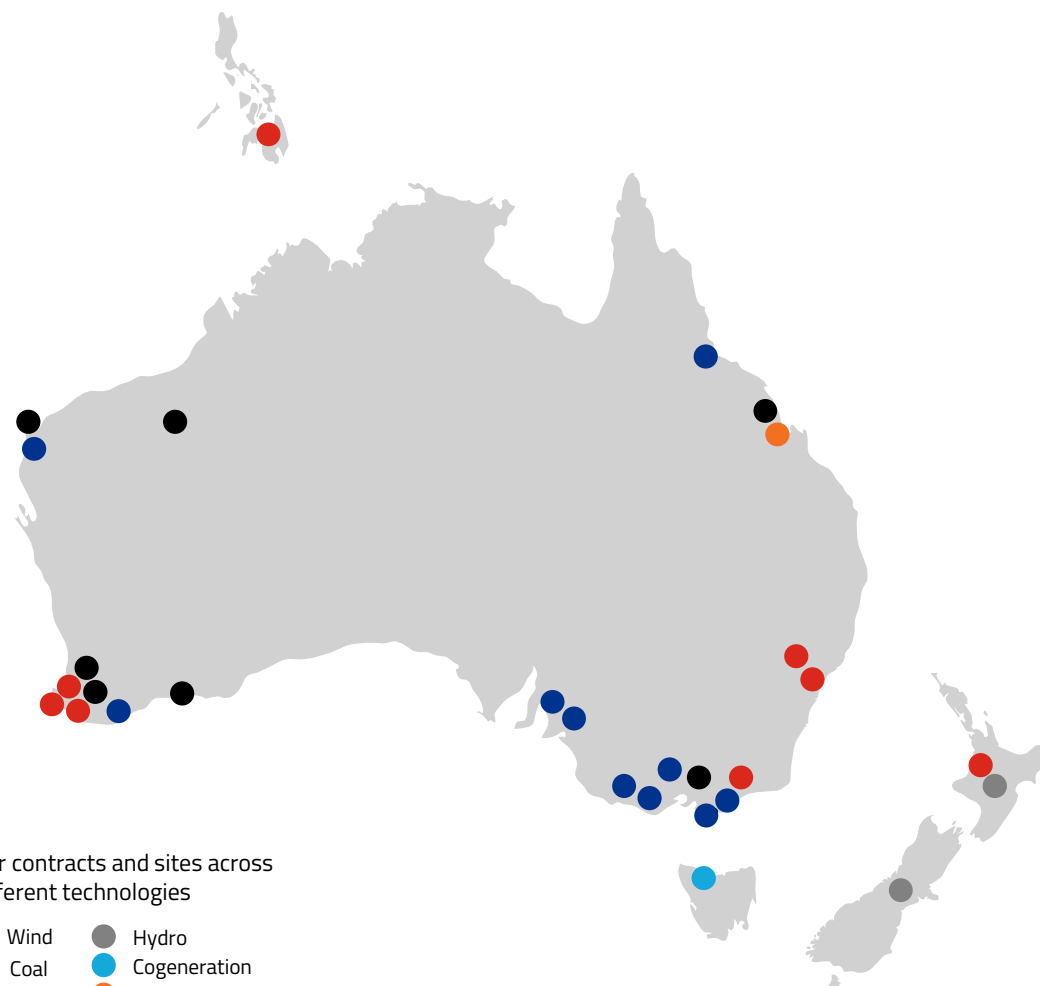 r contracts and sites across
ferent technologies
Wind
Hydro
Coal
Cogeneration